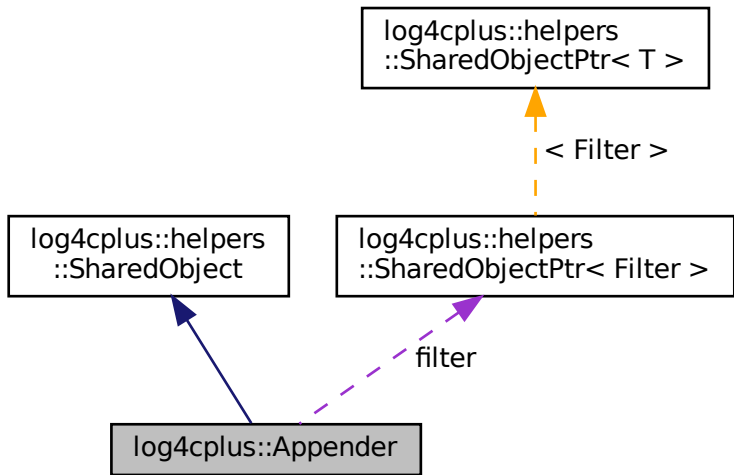 log4cplus::helpers
::SharedObjectPtr< T >
< Filter >
log4cplus::helpers
::SharedObject
log4cplus::helpers
::SharedObjectPtr< Filter >
filter
log4cplus::Appender